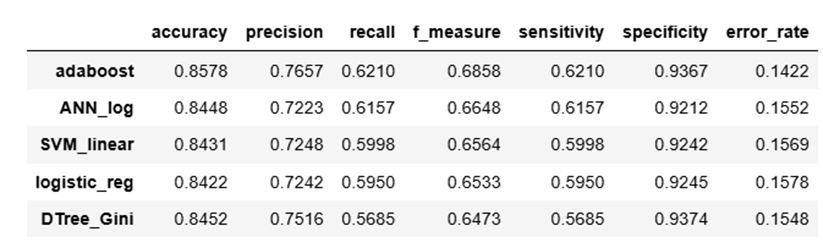 accuracy precision recall f_measure sensitivity specificity error_rate
adaboost 0.8578 0.7657 0.6210 0.6858 0.6210 0.9367 0.1422
ANN_log 0.8448 0.7223 0.6157 0.6648 0.6157 0.9212 0.1552
SVM_linear 0.8431 0.7248 0.5998 0.6564 0.5998 0.9242 0.1569
logistic_reg 0.8422 0.7242 0.5950 0.6533 0.5950 0.9245 0.1578
DTree_Gini 0.8452 0.7516 0.5685 0.6473 0.5685 0.9374 0.1548